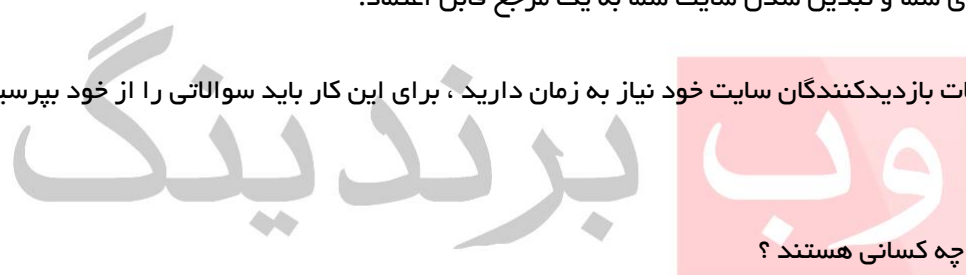 ی شما و تبدیل شدن سایت شما به یک مرجع قابل اعتماد.
ات بازدیدکنندگان سایت خود نیاز به زمان دارید ، برای این کار باید سوالاتی را از خود بپرسی
وب برندینگ
چه کسانی هستند ؟